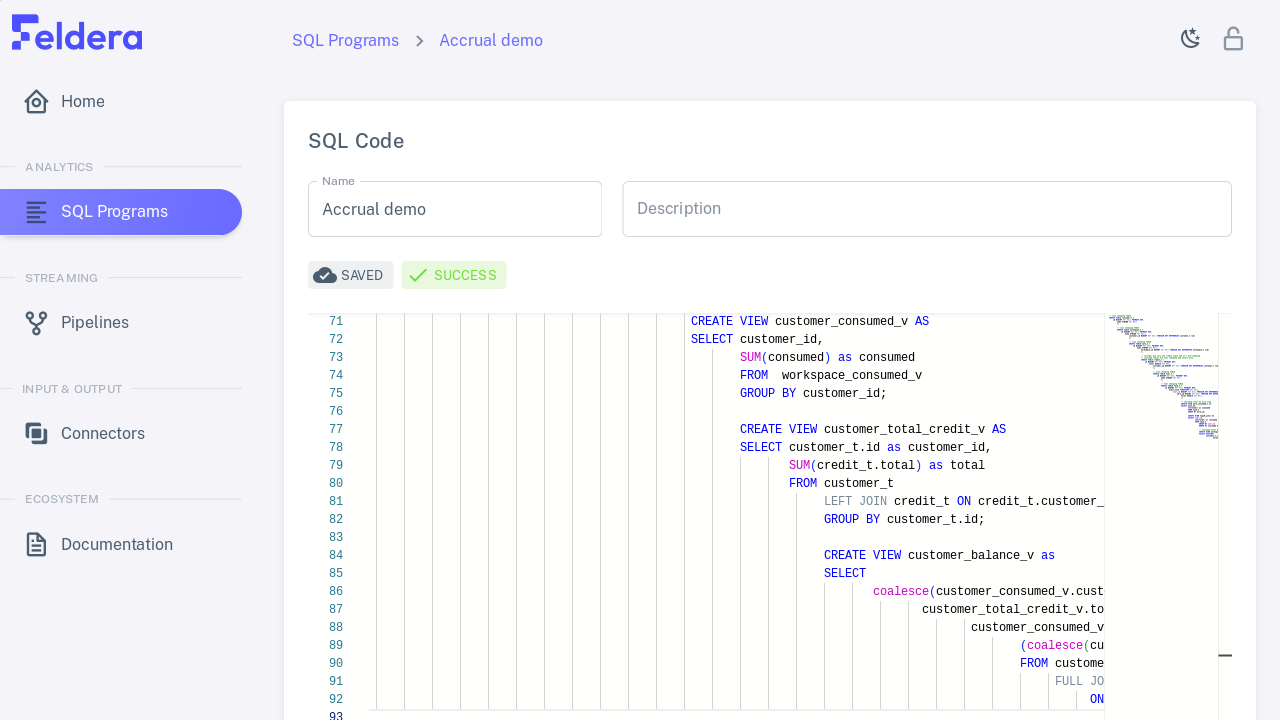 Feldera
SQL Programs > Accrual demo
Home
ANALYTICS
SQL Programs
STREAMING
Pipelines
INPUT & OUTPUT
Connectors
ECOSYSTEM
Documentation
SQL Code
Name
Accrual demo
Description
SAVED
SUCCESS
71 CREATE VIEW customer_consumed_v AS
72 SELECT customer_id,
73 SUM(consumed) as consumed
74 FROM  workspace_consumed_v
75 GROUP BY customer_id;
76
77 CREATE VIEW customer_total_credit_v AS
78 SELECT customer_t.id as customer_id,
79 SUM(credit_t.total) as total
80 FROM customer_t
81 LEFT JOIN credit_t ON credit_t.customer_
82 GROUP BY customer_t.id;
83
84 CREATE VIEW customer_balance_v as
85 SELECT
86 coalesce(customer_consumed_v.cust
87 customer_total_credit_v.to
88 customer_consumed_v
89 (coalesce(cu
90 FROM custome
91 FULL JO
92 ON
93